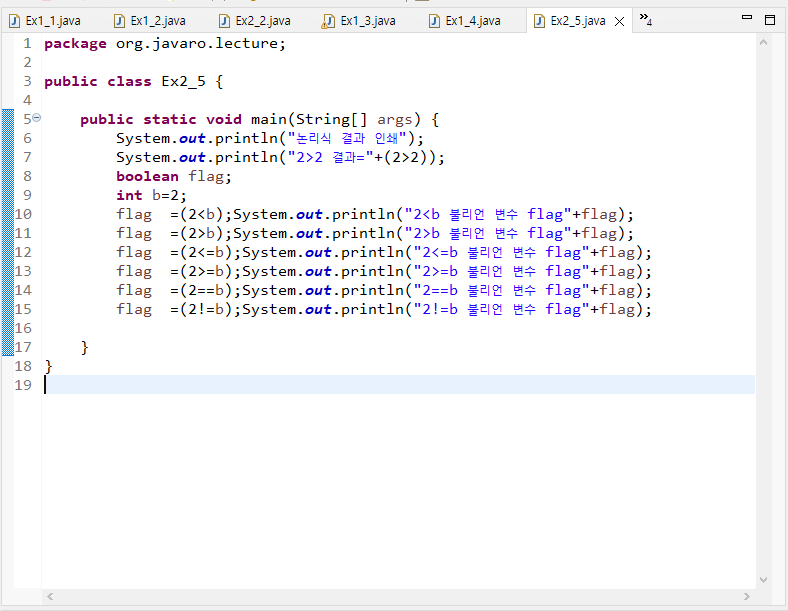 Ex1_1.java Ex1_2.java Ex2_2.java Ex1_3.java Ex1_4.java Ex2_5.java »4
1 package org.javaro.lecture;
2
3 public class Ex2_5 {
4
5 public static void main(String[] args) {
6 System.out.println("논리식 결과 인쇄");
7 System.out.println("2>2 결과="+(2>2));
8 boolean flag;
9 int b=2;
10 flag =(2<b);System.out.println("2<b 불리언 변수 flag"+flag);
11 flag =(2>b);System.out.println("2>b 불리언 변수 flag"+flag);
12 flag =(2<=b);System.out.println("2<=b 불리언 변수 flag"+flag);
13 flag =(2>=b);System.out.println("2>=b 불리언 변수 flag"+flag);
14 flag =(2==b);System.out.println("2==b 불리언 변수 flag"+flag);
15 flag =(2!=b);System.out.println("2!=b 불리언 변수 flag"+flag);
16
17 }
18 }
19